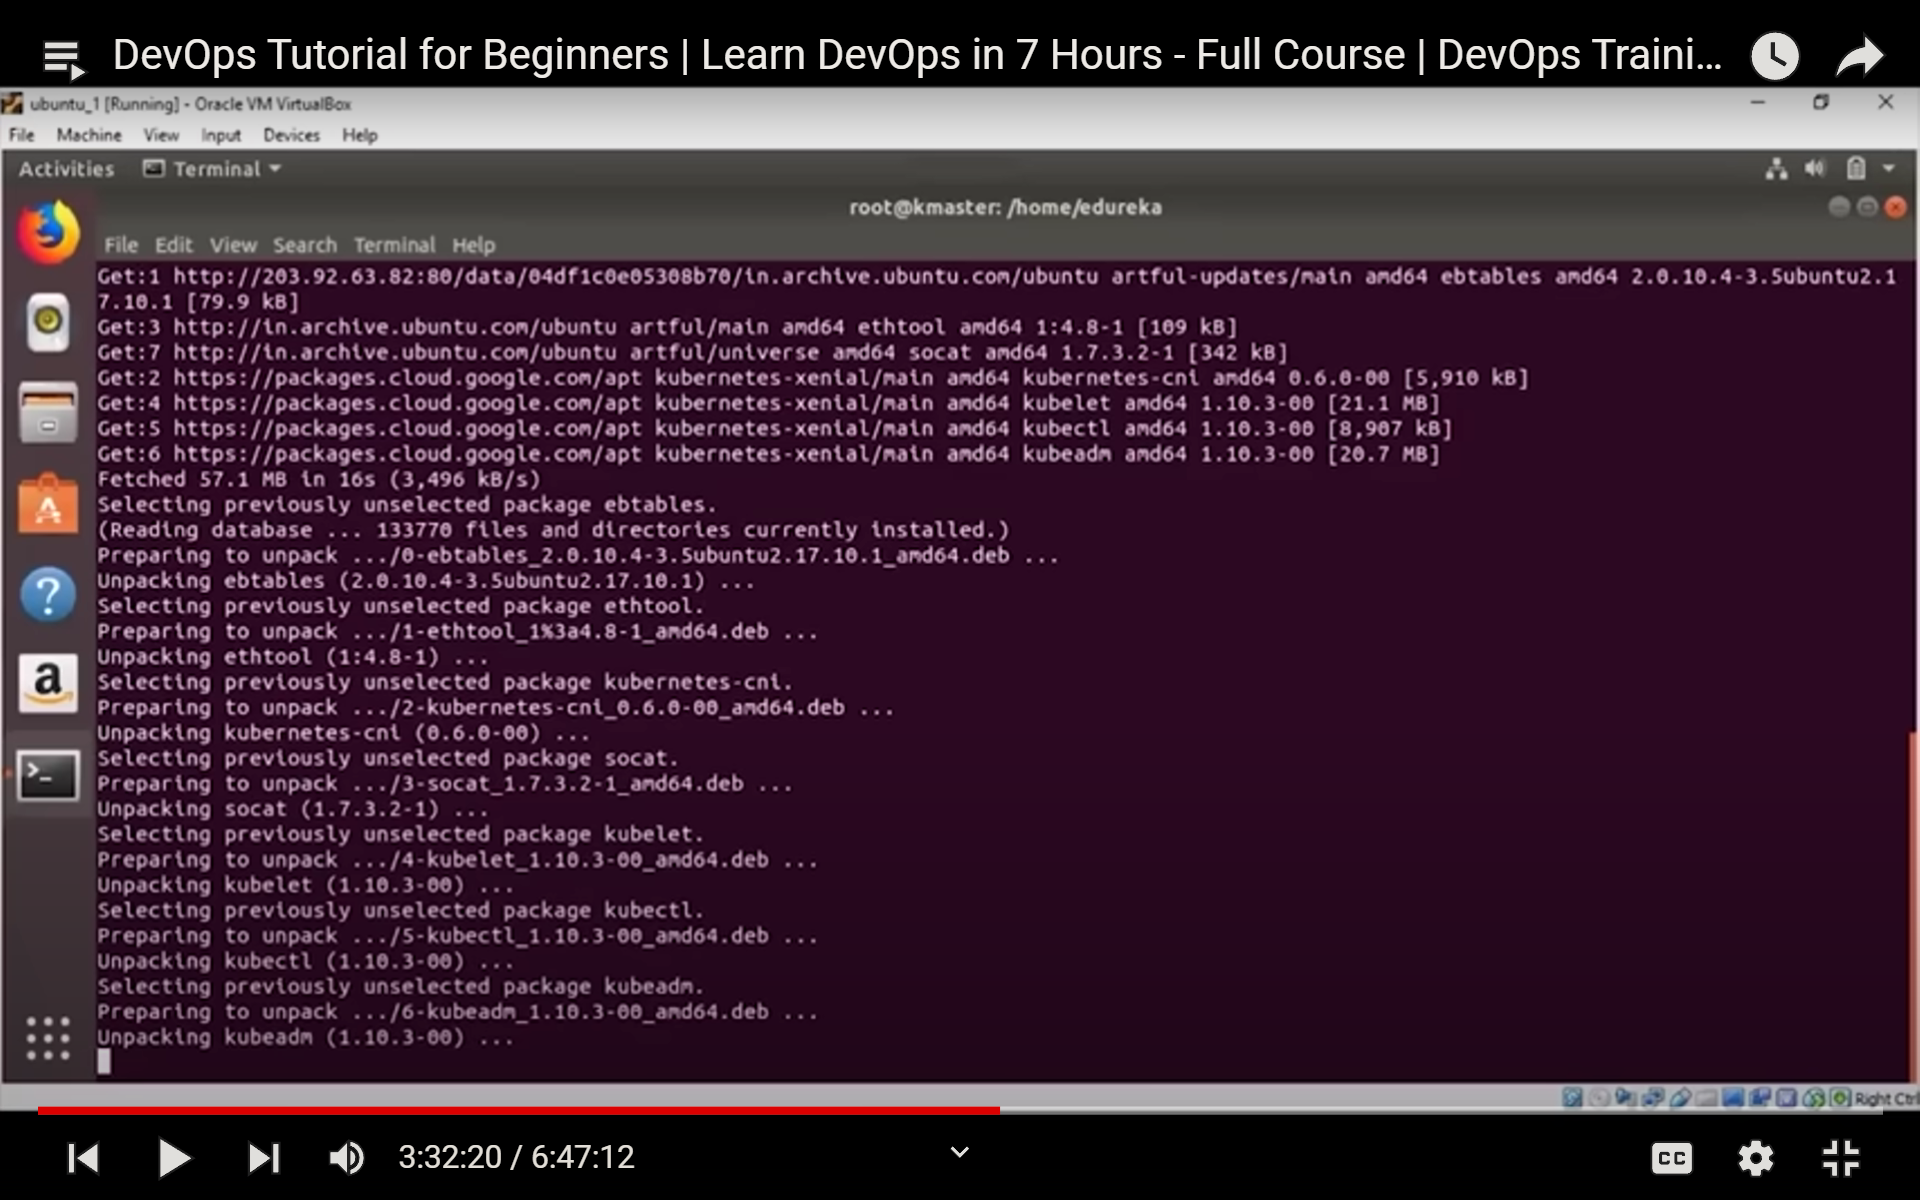 DevOps Tutorial for Beginners | Learn DevOps in 7 Hours - Full Course | DevOps Traini...
ubuntu_1 [Running] - Oracle VM VirtualBox
File Machine View Input Devices Help
Activities Terminal
root@kmaster: /home/edureka
File Edit View Search Terminal Help
Get:1 http://203.92.63.82:80/data/04df1c0e05308b70/in.archive.ubuntu.com/ubuntu artful-updates/main amd64 ebtables amd64 2.0.10.4-3.5ubuntu2.1
7.10.1 [79.9 kB]
Get:3 http://in.archive.ubuntu.com/ubuntu artful/main amd64 ethtool amd64 1:4.8-1 [109 kB]
Get:7 http://in.archive.ubuntu.com/ubuntu artful/universe amd64 socat amd64 1.7.3.2-1 [342 kB]
Get:2 https://packages.cloud.google.com/apt kubernetes-xenial/main amd64 kubernetes-cni amd64 0.6.0-00 [5,910 kB]
Get:4 https://packages.cloud.google.com/apt kubernetes-xenial/main amd64 kubelet amd64 1.10.3-00 [21.1 MB]
Get:5 https://packages.cloud.google.com/apt kubernetes-xenial/main amd64 kubectl amd64 1.10.3-00 [8,907 kB]
Get:6 https://packages.cloud.google.com/apt kubernetes-xenial/main amd64 kubeadm amd64 1.10.3-00 [20.7 MB]
Fetched 57.1 MB in 16s (3,496 kB/s)
Selecting previously unselected package ebtables.
(Reading database ... 133770 files and directories currently installed.)
Preparing to unpack .../0-ebtables_2.0.10.4-3.5ubuntu2.17.10.1_amd64.deb ...
Unpacking ebtables (2.0.10.4-3.5ubuntu2.17.10.1) ...
Selecting previously unselected package ethtool.
Preparing to unpack .../1-ethtool_1%3a4.8-1_amd64.deb ...
Unpacking ethtool (1:4.8-1) ...
Selecting previously unselected package kubernetes-cni.
Preparing to unpack .../2-kubernetes-cni_0.6.0-00_amd64.deb ...
Unpacking kubernetes-cni (0.6.0-00) ...
Selecting previously unselected package socat.
Preparing to unpack .../3-socat_1.7.3.2-1_amd64.deb ...
Unpacking socat (1.7.3.2-1) ...
Selecting previously unselected package kubelet.
Preparing to unpack .../4-kubelet_1.10.3-00_amd64.deb ...
Unpacking kubelet (1.10.3-00) ...
Selecting previously unselected package kubectl.
Preparing to unpack .../5-kubectl_1.10.3-00_amd64.deb ...
Unpacking kubectl (1.10.3-00) ...
Selecting previously unselected package kubeadm.
Preparing to unpack .../6-kubeadm_1.10.3-00_amd64.deb ...
Unpacking kubeadm (1.10.3-00) ...
Right Ctrl
3:32:20 / 6:47:12
CC